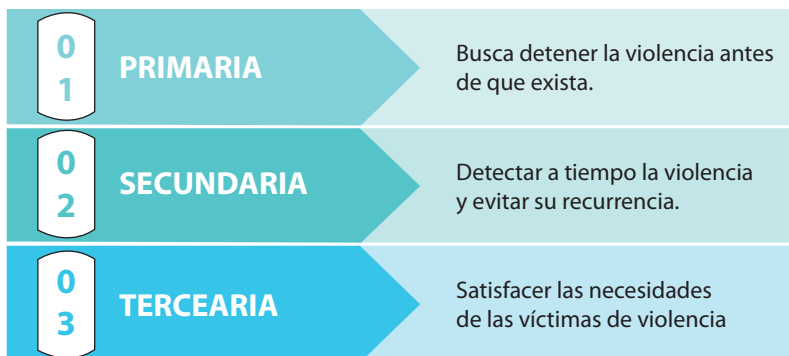 0
1
PRIMARIA
Busca detener la violencia antes
de que exista.
0
2
SECUNDARIA
Detectar a tiempo la violencia
y evitar su recurrencia.
0
3
TERCEARIA
Satisfacer las necesidades
de las víctimas de violencia